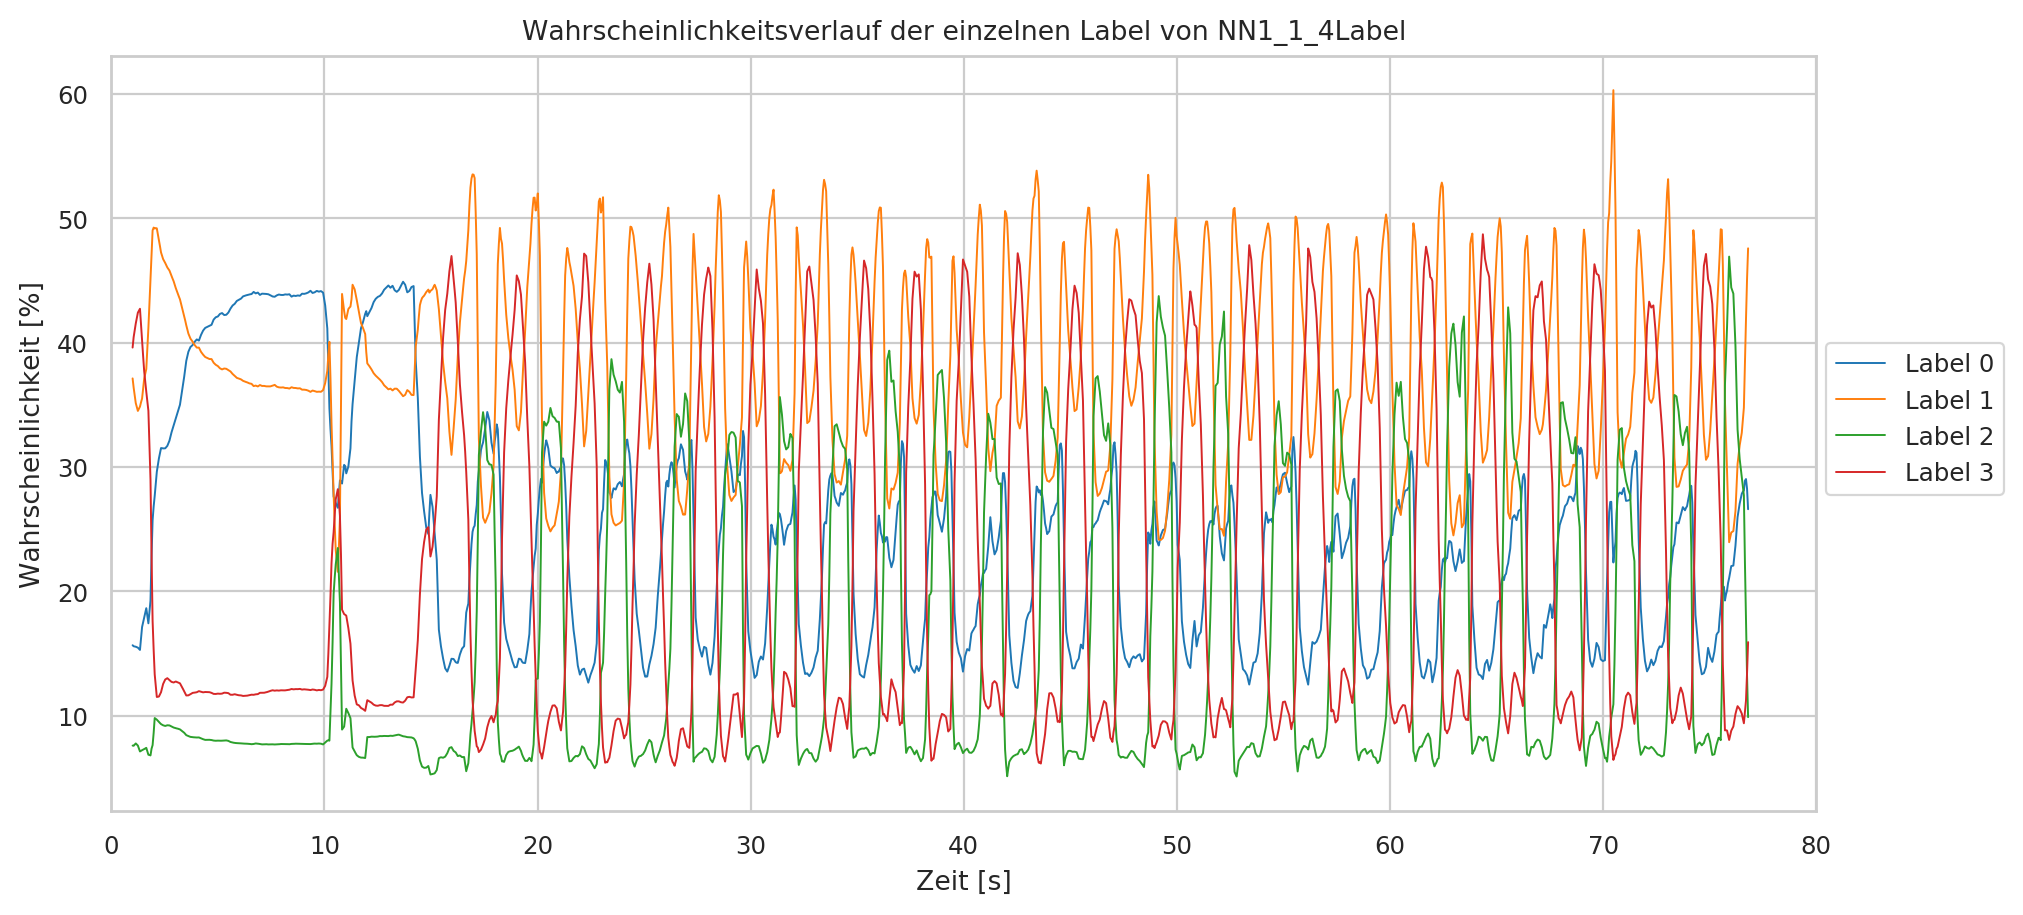 Wahrscheinlichkeitsverlauf der einzelnen Label von NN1_1_4Label
Wahrscheinlichkeit [%]
60
50
40
30
20
10
0 10 20 30 40 50 60 70 80
Zeit [s]
Label 0
Label 1
Label 2
Label 3